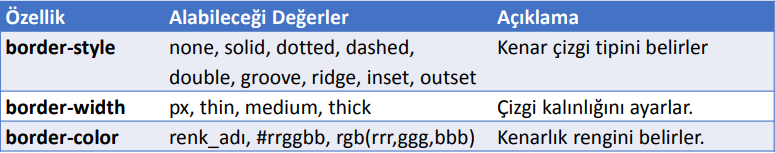 Özellik Alabileceği Değerler Açıklama
border-style none, solid, dotted, dashed, Kenar çizgi tipini belirler
double, groove, ridge, inset, outset
border-width px, thin, medium, thick Çizgi kalınlığını ayarlar.
border-color renk_adı, #rrggbb, rgb(rrr,ggg,bbb) Kenarlık rengini belirler.